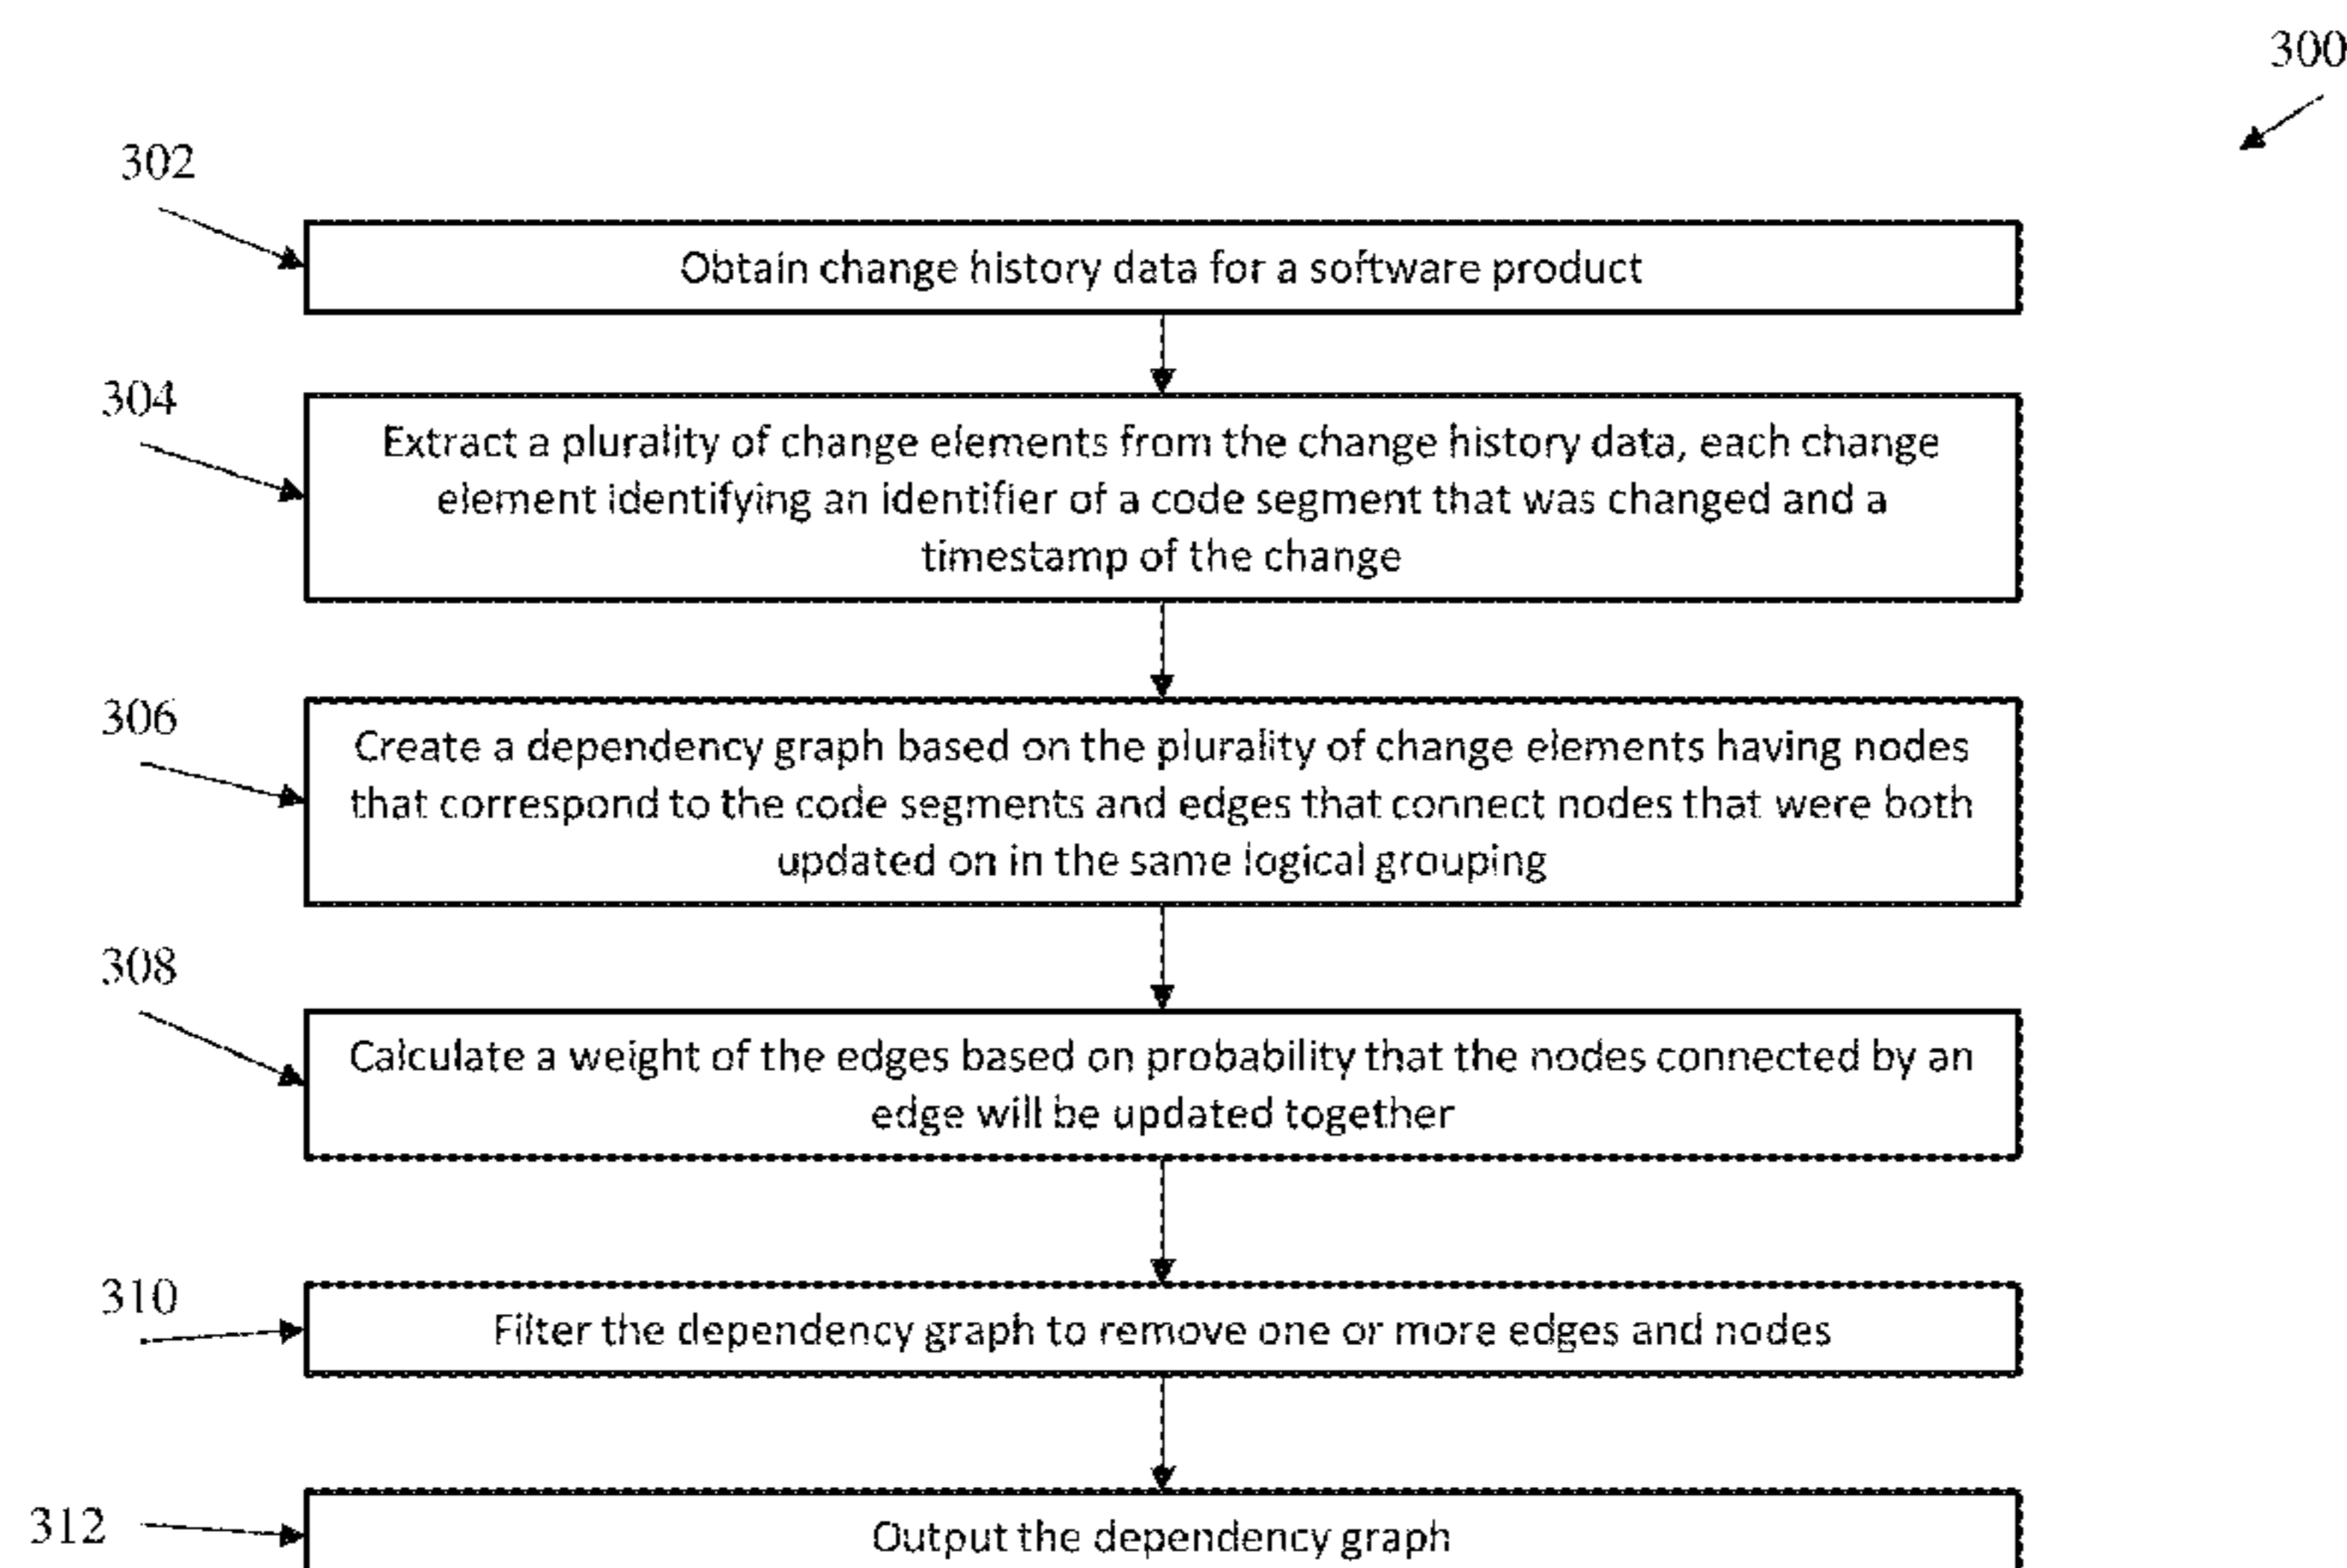 300
302
Obtain change history data for a software product
304
Extract a plurality of change elements from the change history data, each change
element identifying an identifier of a code segment that was changed and a
timestamp of the change
306
Create a dependency graph based on the plurality of change elements having nodes
that correspond to the code segments and edges that connect nodes that were both
updated on in the same logical grouping
308
Calculate a weight of the edges based on probability that the nodes connected by an
edge will be updated together
310
Filter the dependency graph to remove one or more edges and nodes
312
Output the dependency graph